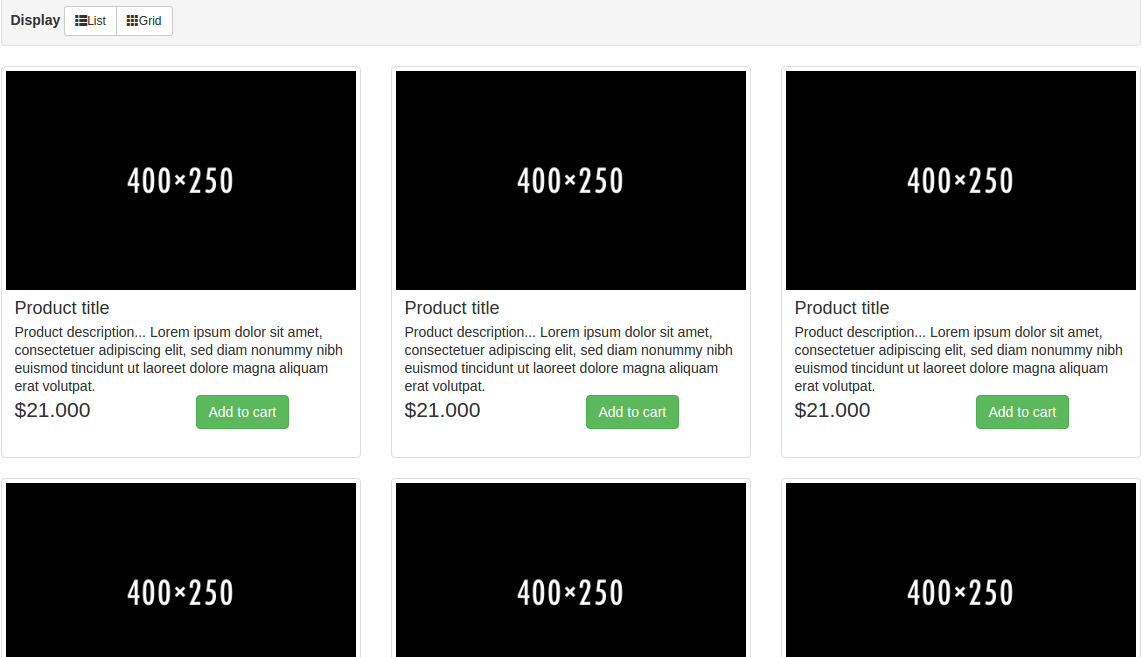 Display List Grid
400×250 400×250 400×250
Product title Product title Product title
Product description... Lorem ipsum dolor sit amet,
consectetuer adipiscing elit, sed diam nonummy nibh
euismod tincidunt ut laoreet dolore magna aliquam
erat volutpat.
$21.000 Add to cart
Product description... Lorem ipsum dolor sit amet,
consectetuer adipiscing elit, sed diam nonummy nibh
euismod tincidunt ut laoreet dolore magna aliquam
erat volutpat.
$21.000 Add to cart
Product description... Lorem ipsum dolor sit amet,
consectetuer adipiscing elit, sed diam nonummy nibh
euismod tincidunt ut laoreet dolore magna aliquam
erat volutpat.
$21.000 Add to cart
400×250 400×250 400×250